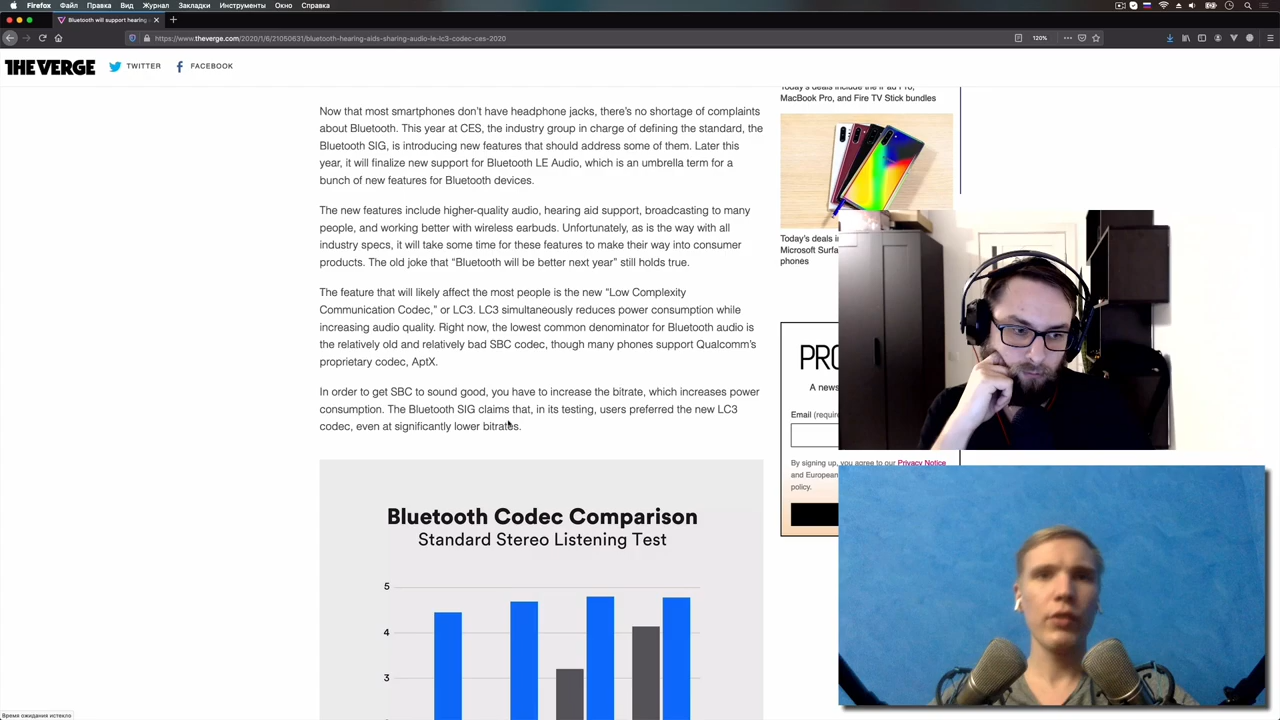 Firefox Файл Правка Вид Журнал Закладки Инструменты Окно Справка
Bluetooth will support hearing
https://www.theverge.com/2020/1/6/21050631/bluetooth-hearing-aids-sharing-audio-le-lc3-codec-ces-2020
120%
THE VERGE TWITTER FACEBOOK
Now that most smartphones don’t have headphone jacks, there’s no shortage of complaints
about Bluetooth. This year at CES, the industry group in charge of defining the standard, the
Bluetooth SIG, is introducing new features that should address some of them. Later this
year, it will finalize new support for Bluetooth LE Audio, which is an umbrella term for a
bunch of new features for Bluetooth devices.
The new features include higher-quality audio, hearing aid support, broadcasting to many
people, and working better with wireless earbuds. Unfortunately, as is the way with all
industry specs, it will take some time for these features to make their way into consumer
products. The old joke that “Bluetooth will be better next year” still holds true.
The feature that will likely affect the most people is the new “Low Complexity
Communication Codec,” or LC3. LC3 simultaneously reduces power consumption while
increasing audio quality. Right now, the lowest common denominator for Bluetooth audio is
the relatively old and relatively bad SBC codec, though many phones support Qualcomm’s
proprietary codec, AptX.
In order to get SBC to sound good, you have to increase the bitrate, which increases power
consumption. The Bluetooth SIG claims that, in its testing, users preferred the new LC3
codec, even at significantly lower bitrates.
Bluetooth Codec Comparison
Standard Stereo Listening Test
5
4
3
Today’s deals include the iPad Pro,
MacBook Pro, and Fire TV Stick bundles
Today’s deals in
Microsoft Surfa
phones
PRO
A news
Email (require
By signing up, you agree to our Privacy Notice
and European
policy.
Время ожидания истекло